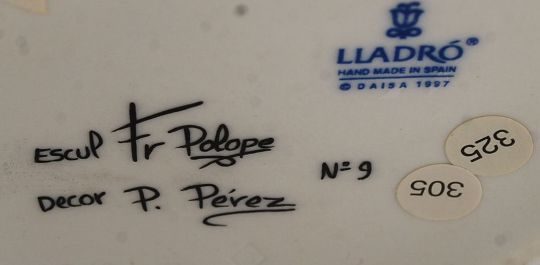 LLADRÓ®
HAND MADE IN SPAIN
© DAISA 1997
ESCUL Fr Polope
DECOR P. Pérez
Nº 9
325
305